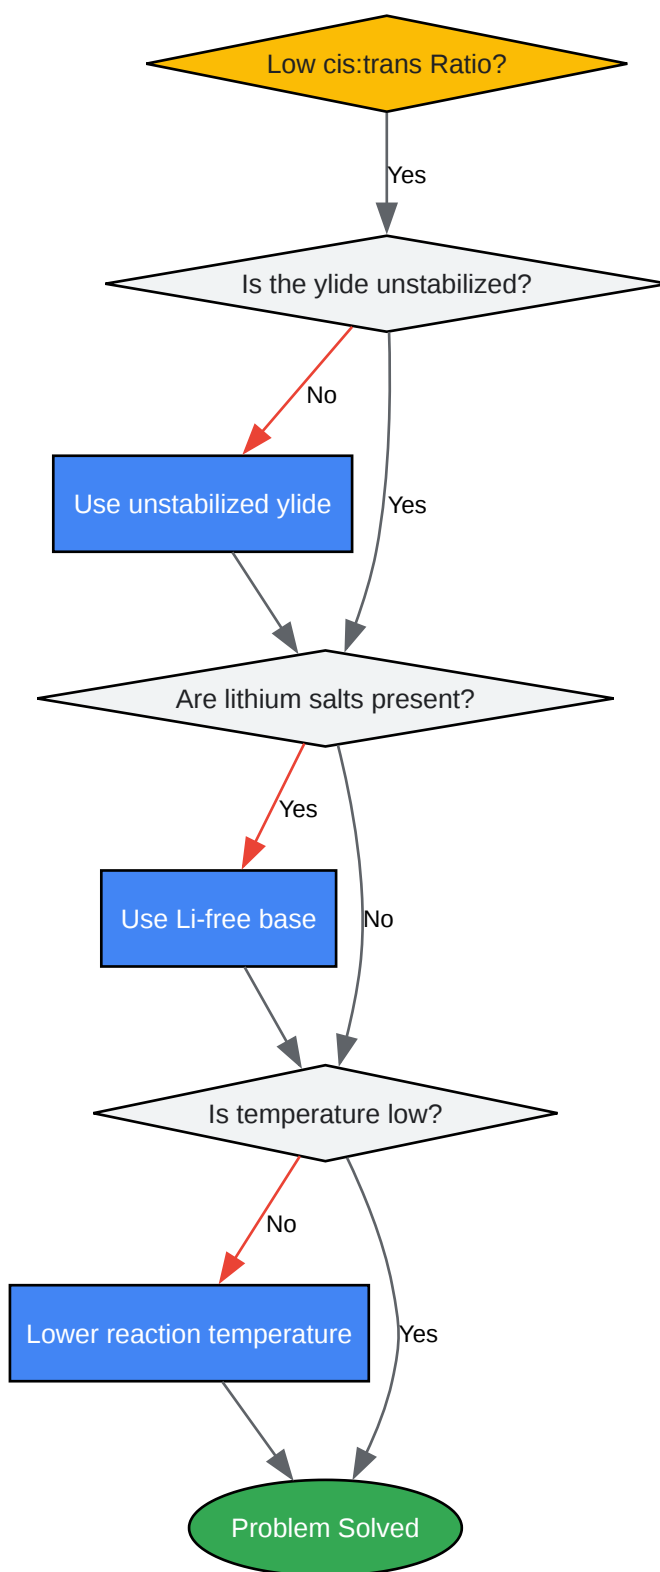 Low cis:trans Ratio?
Yes
Is the ylide unstabilized?
No
Use unstabilized ylide
Yes
Are lithium salts present?
Yes
Use Li-free base
No
Is temperature low?
No
Lower reaction temperature
Yes
Problem Solved